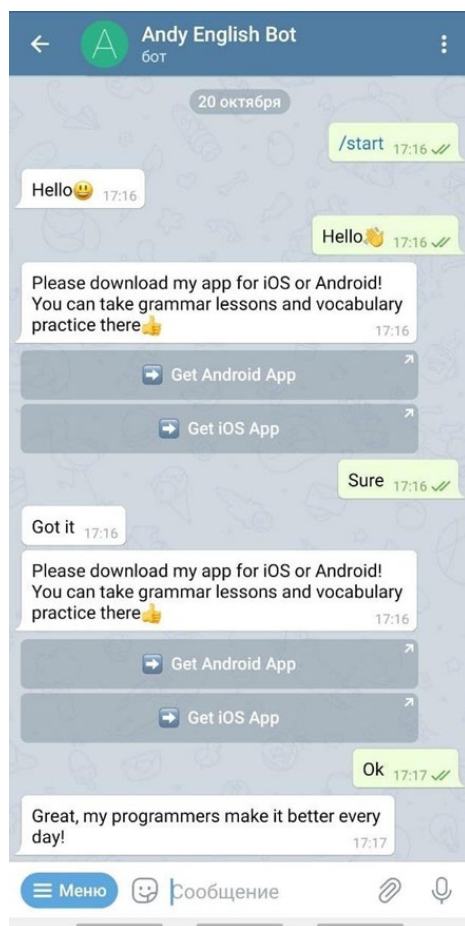 A
Andy English Bot
бот
20 октября
/start 17:16
Hello😃 17:16
Hello👋 17:16
Please download my app for iOS or Android!
You can take grammar lessons and vocabulary
practice there👍 17:16
➡ Get Android App
➡ Get iOS App
Sure 17:16
Got it 17:16
Please download my app for iOS or Android!
You can take grammar lessons and vocabulary
practice there👍 17:16
➡ Get Android App
➡ Get iOS App
Ok 17:17
Great, my programmers make it better every
day! 17:17
Меню Сообщение